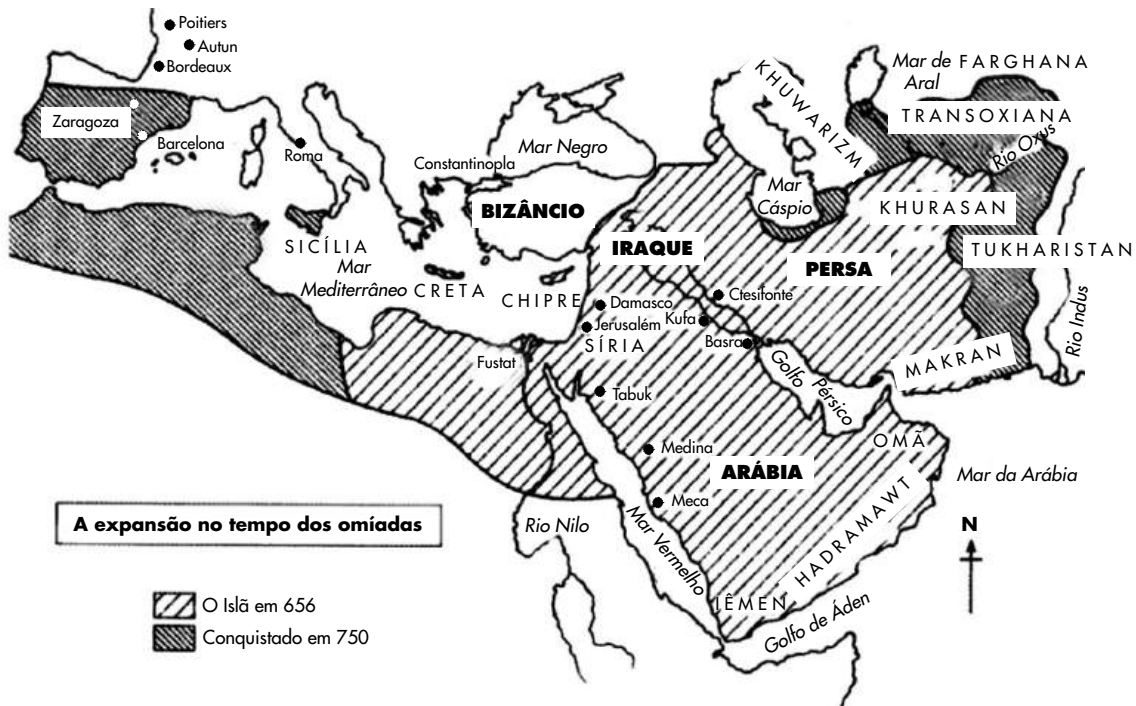 Poitiers
Autun
Bordeaux
Zaragoza
Barcelona
Roma
Constantinopla
Mar Negro
BIZÂNCIO
KHUWARIZM
Mar de
Aral
FARGHANA
TRANSOXIANA
Rio Oxus
Mar
Cáspio
KHURASAN
TUKHARISTAN
SICÍLIA
Mar
Mediterrâneo
CRETA
CHIPRE
IRAQUE
PERSA
Damasco
Ctesifonte
Kufa
Jerusalém
SÍRIA
Basra
Fustat
Golfo
Pérsico
MAKRAN
Rio Indus
Tabuk
Medina
ARÁBIA
OMÃ
Mar da Arábia
Meca
HADRAMAWT
Rio Nilo
Mar Vermelho
IÊMEN
Golfo de Áden
N
A expansão no tempo dos omíadas
O Islã em 656
Conquistado em 750